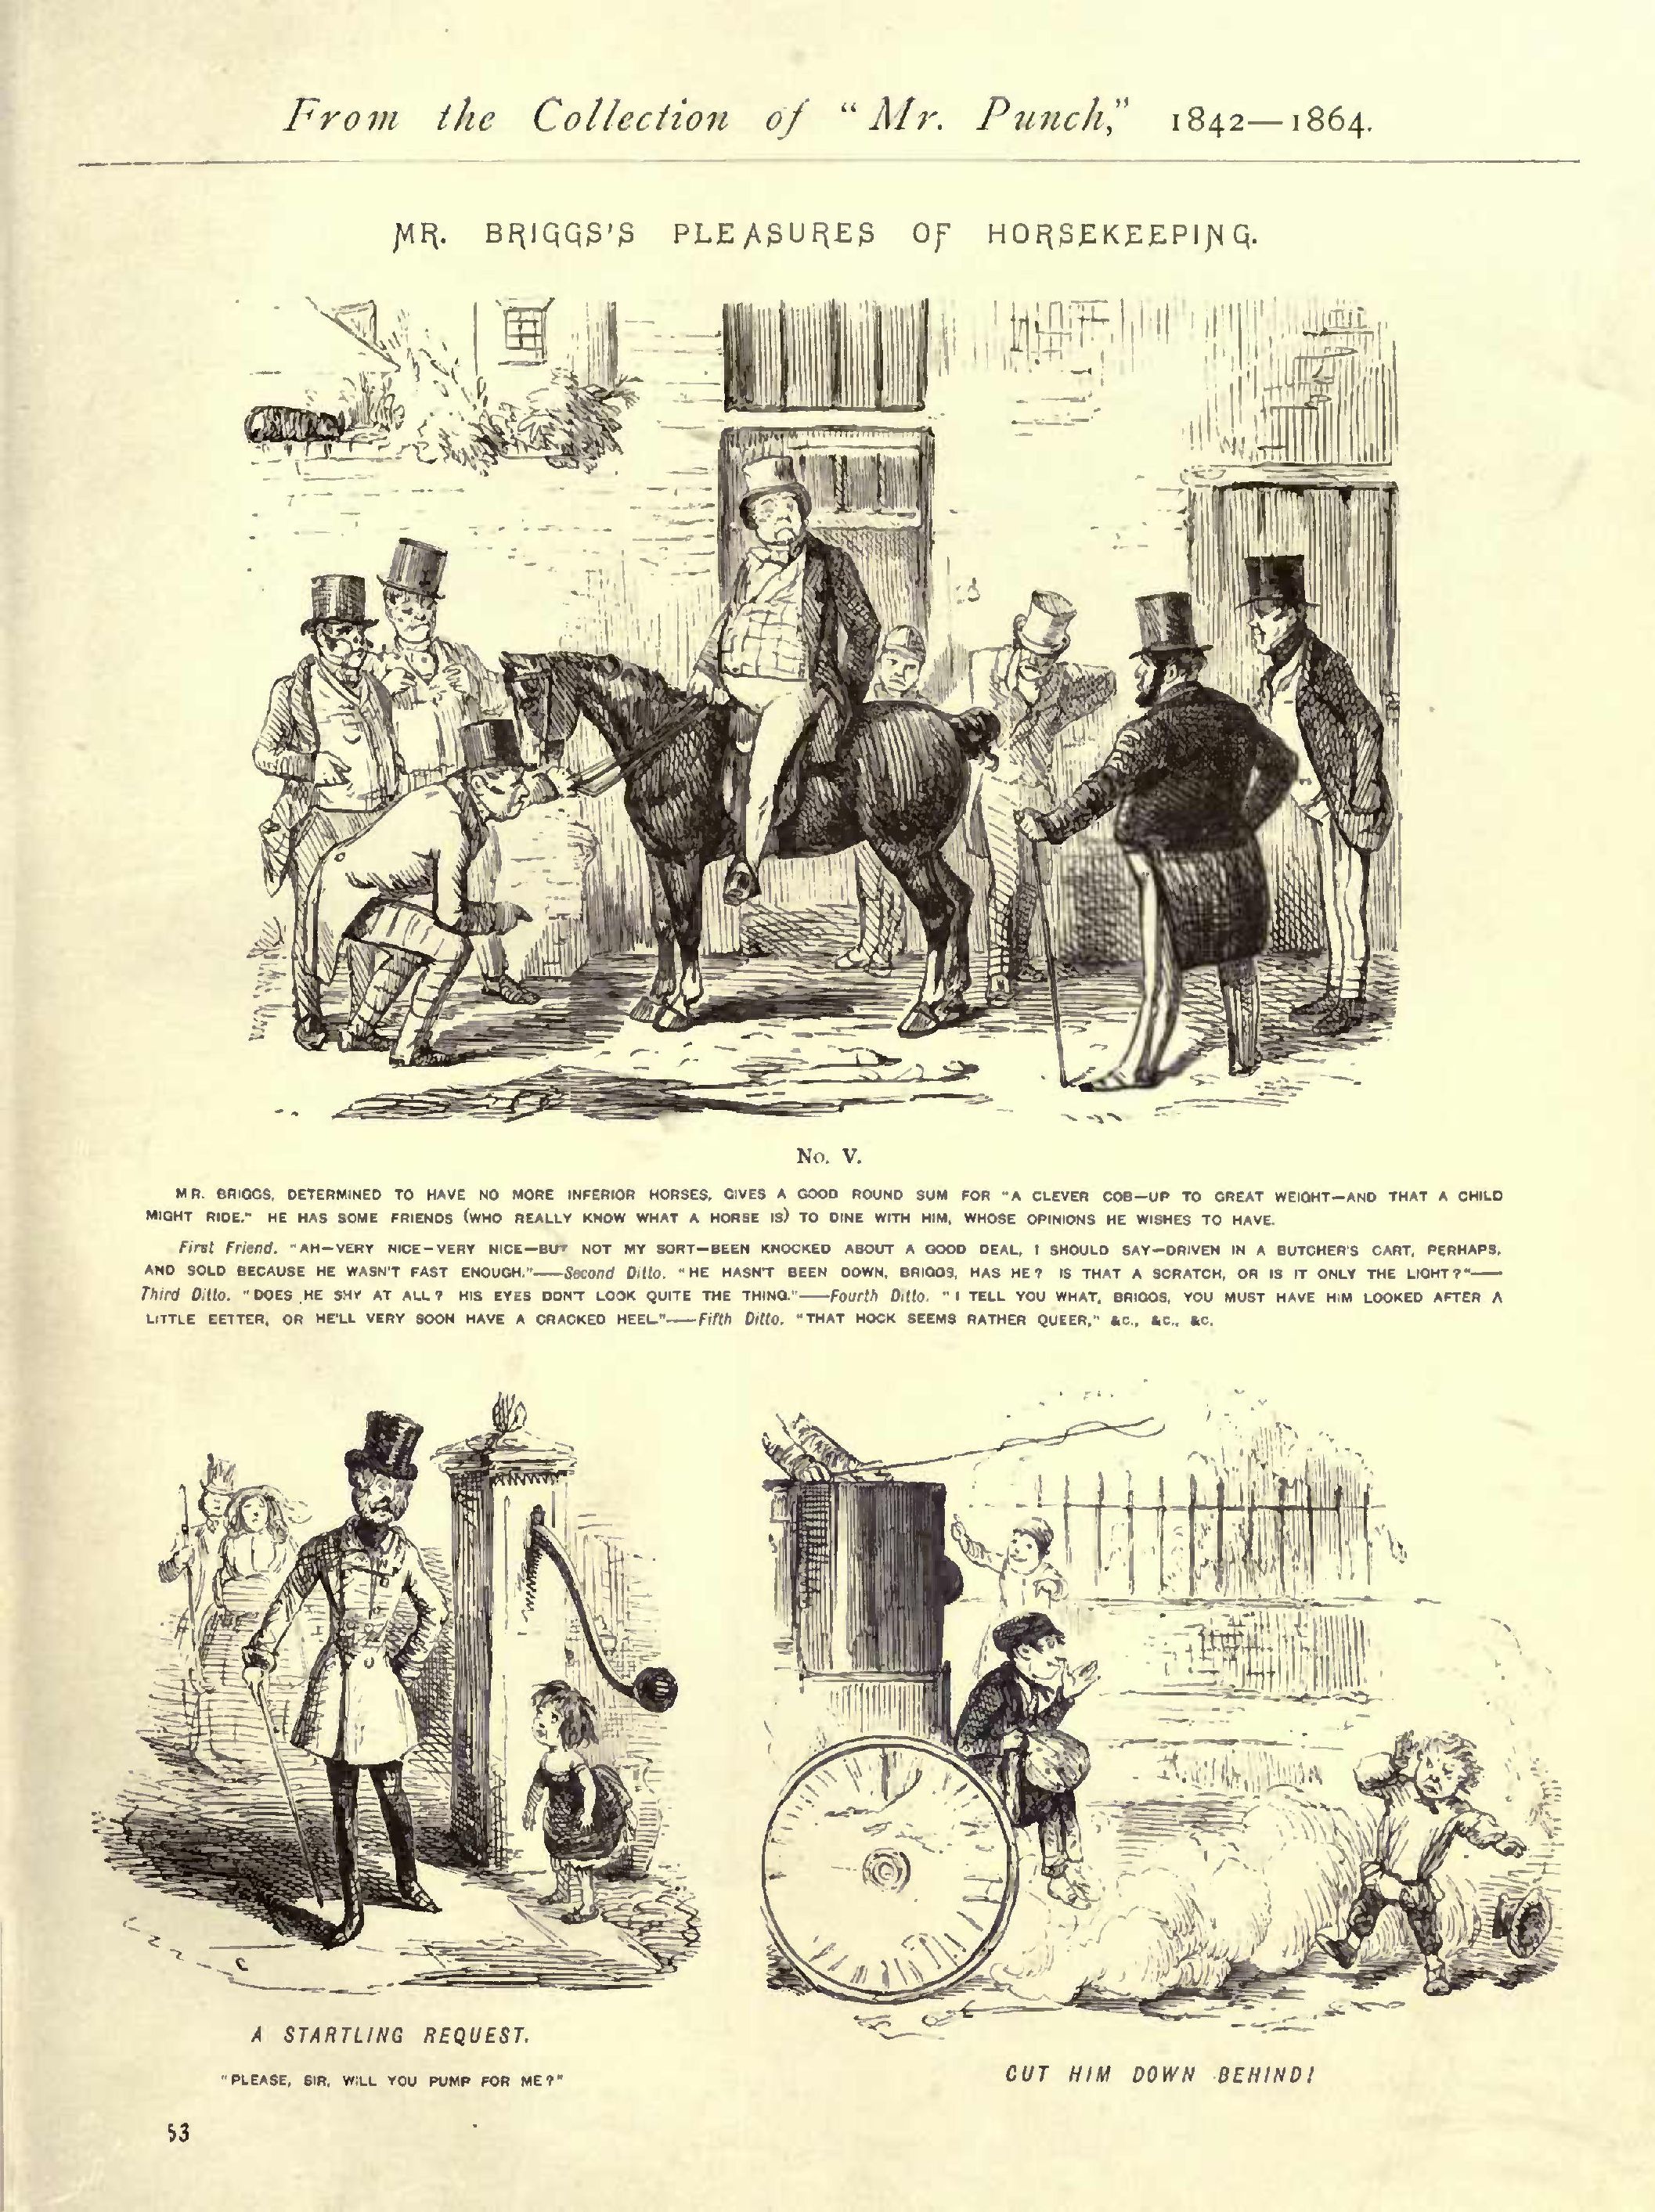 From the Collection of "Mr. Punch," 1842—1864.
MR. BRIGGS'S PLEASURES OF HORSEKEEPING.
No. V.
MR. BRIGGS, DETERMINED TO HAVE NO MORE INFERIOR HORSES, GIVES A GOOD ROUND SUM FOR "A CLEVER COB—UP TO GREAT WEIGHT—AND THAT A CHILD
MIGHT RIDE." HE HAS SOME FRIENDS (WHO REALLY KNOW WHAT A HORSE IS) TO DINE WITH HIM, WHOSE OPINIONS HE WISHES TO HAVE.
First Friend. "AH—VERY NICE—VERY NICE—BUT NOT MY SORT—BEEN KNOCKED ABOUT A GOOD DEAL, I SHOULD SAY—DRIVEN IN A BUTCHER'S CART, PERHAPS,
AND SOLD BECAUSE HE WASN'T FAST ENOUGH."—Second Ditto. "HE HASN'T BEEN DOWN, BRIGGS, HAS HE? IS THAT A SCRATCH, OR IS IT ONLY THE LIGHT?"—
Third Ditto. "DOES HE SHY AT ALL? HIS EYES DON'T LOOK QUITE THE THING."—Fourth Ditto. "I TELL YOU WHAT, BRIGGS, YOU MUST HAVE HIM LOOKED AFTER A
LITTLE EETTER, OR HE'LL VERY SOON HAVE A CRACKED HEEL."—Fifth Ditto. "THAT HOCK SEEMS RATHER QUEER," &C., &C., &C.
A STARTLING REQUEST.
"PLEASE, SIR, WILL YOU PUMP FOR ME?"
CUT HIM DOWN BEHIND!
53